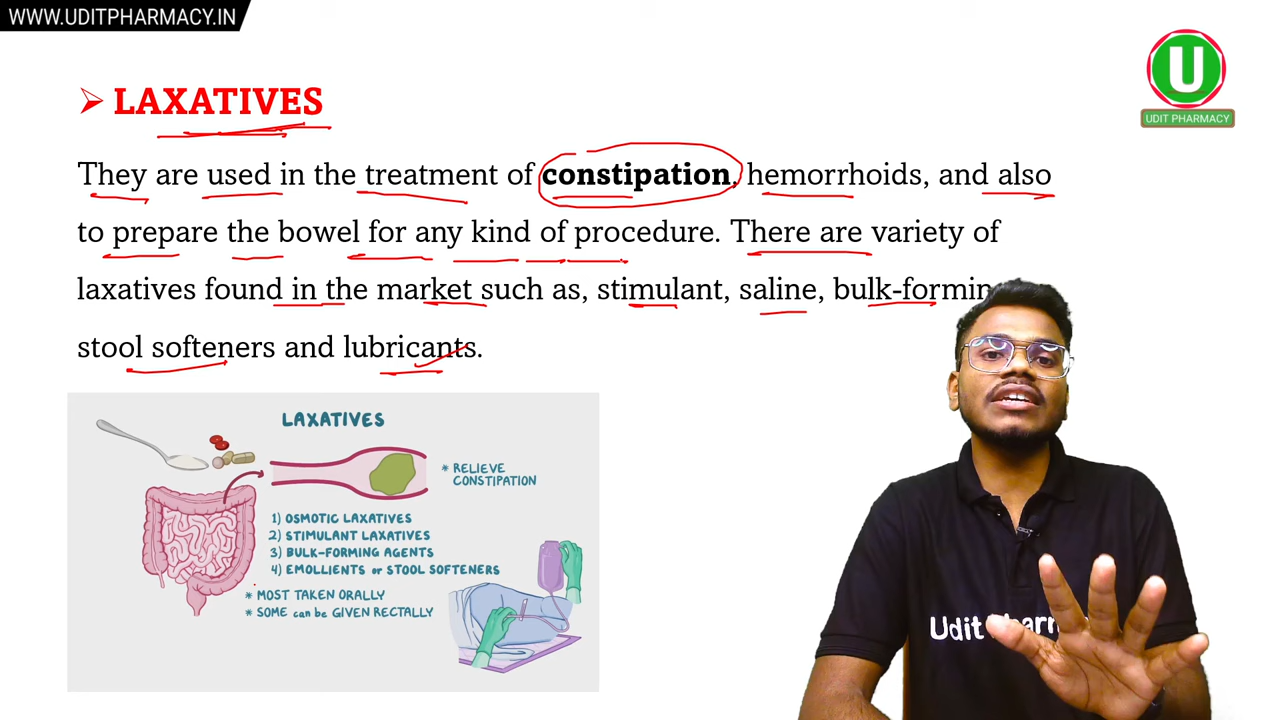 WWW.UDITPHARMACY.IN
U
UDIT PHARMACY
➢ LAXATIVES
They are used in the treatment of constipation, hemorrhoids, and also
to prepare the bowel for any kind of procedure. There are variety of
laxatives found in the market such as, stimulant, saline,
stool softeners and lubricants.
LAXATIVES
* RELIEVE
CONSTIPATION
1) OSMOTIC LAXATIVES
2) STIMULANT LAXATIVES
3) BULK-FORMING AGENTS
4) EMOLLIENTS or STOOL SOFTENERS
* MOST TAKEN ORALLY
* SOME can be GIVEN RECTALLY
Udit